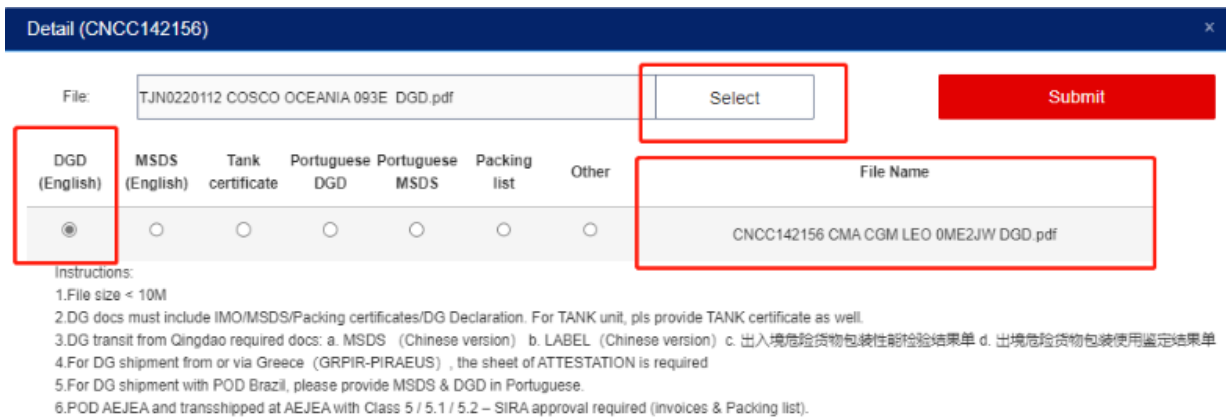 Detail (CNCC142156) ×
File: TJN0220112 COSCO OCEANIA 093E DGD.pdf Select Submit
DGD (English) MSDS (English) Tank certificate Portuguese DGD Portuguese MSDS Packing list Other File Name
CNCC142156 CMA CGM LEO 0ME2JW DGD.pdf
Instructions:
1.File size < 10M
2.DG docs must include IMO/MSDS/Packing certificates/DG Declaration. For TANK unit, pls provide TANK certificate as well.
3.DG transit from Qingdao required docs: a. MSDS （Chinese version） b. LABEL（Chinese version）c. 出入境危险货物包装性能检验结果单 d. 出境危险货物包装使用鉴定结果单
4.For DG shipment from or via Greece（GRPIR-PIRAEUS）, the sheet of ATTESTATION is required
5.For DG shipment with POD Brazil, please provide MSDS & DGD in Portuguese.
6.POD AEJEA and transshipped at AEJEA with Class 5 / 5.1 / 5.2 – SIRA approval required (invoices & Packing list).